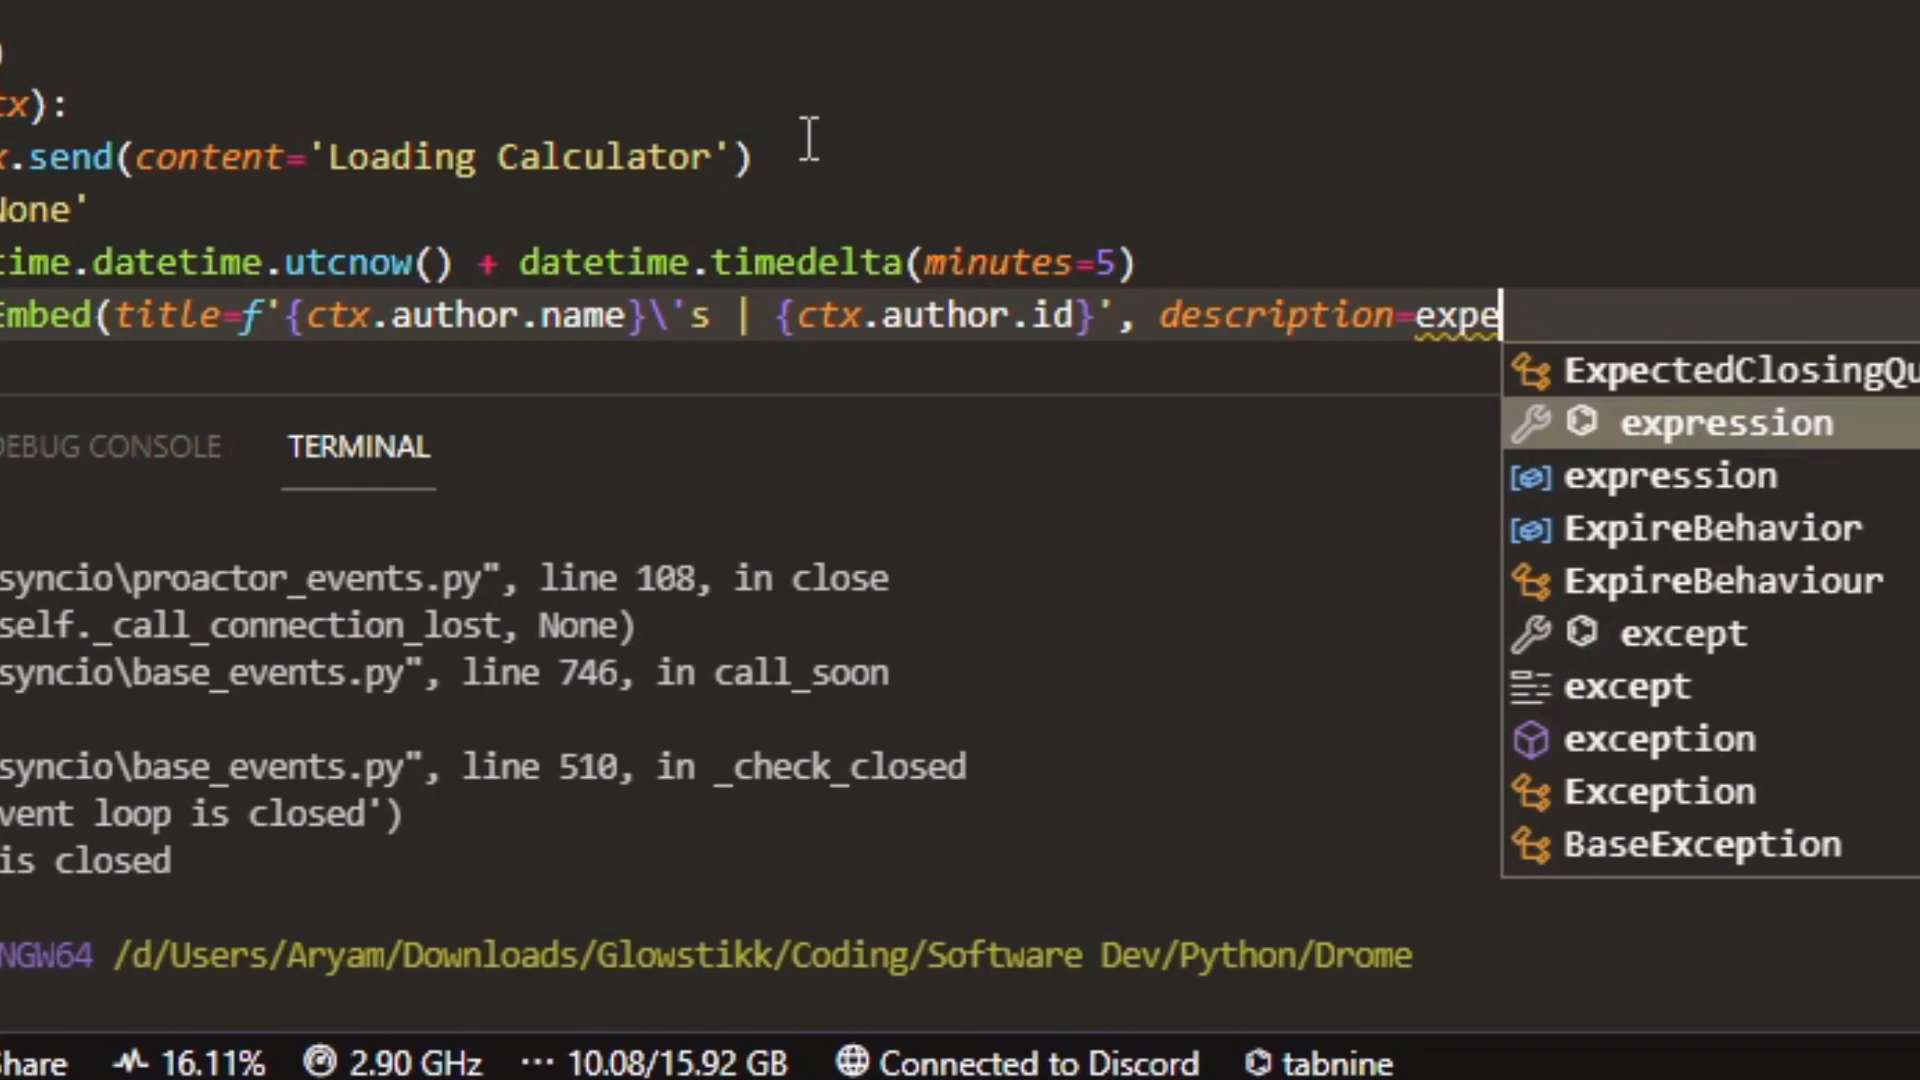 )
tx):
x.send(content='Loading Calculator')
None'
time.datetime.utcnow() + datetime.timedelta(minutes=5)
Embed(title=f'{ctx.author.name}\'s | {ctx.author.id}', description=expe
ExpectedClosingQu
expression
expression
ExpireBehavior
ExpireBehaviour
except
except
exception
Exception
BaseException
DEBUG CONSOLE TERMINAL
syncio\proactor_events.py", line 108, in close
self._call_connection_lost, None)
syncio\base_events.py", line 746, in call_soon
syncio\base_events.py", line 510, in _check_closed
vent loop is closed')
is closed
NGW64 /d/Users/Aryam/Downloads/Glowstikk/Coding/Software Dev/Python/Drome
Share 16.11% 2.90 GHz 10.08/15.92 GB Connected to Discord tabnine